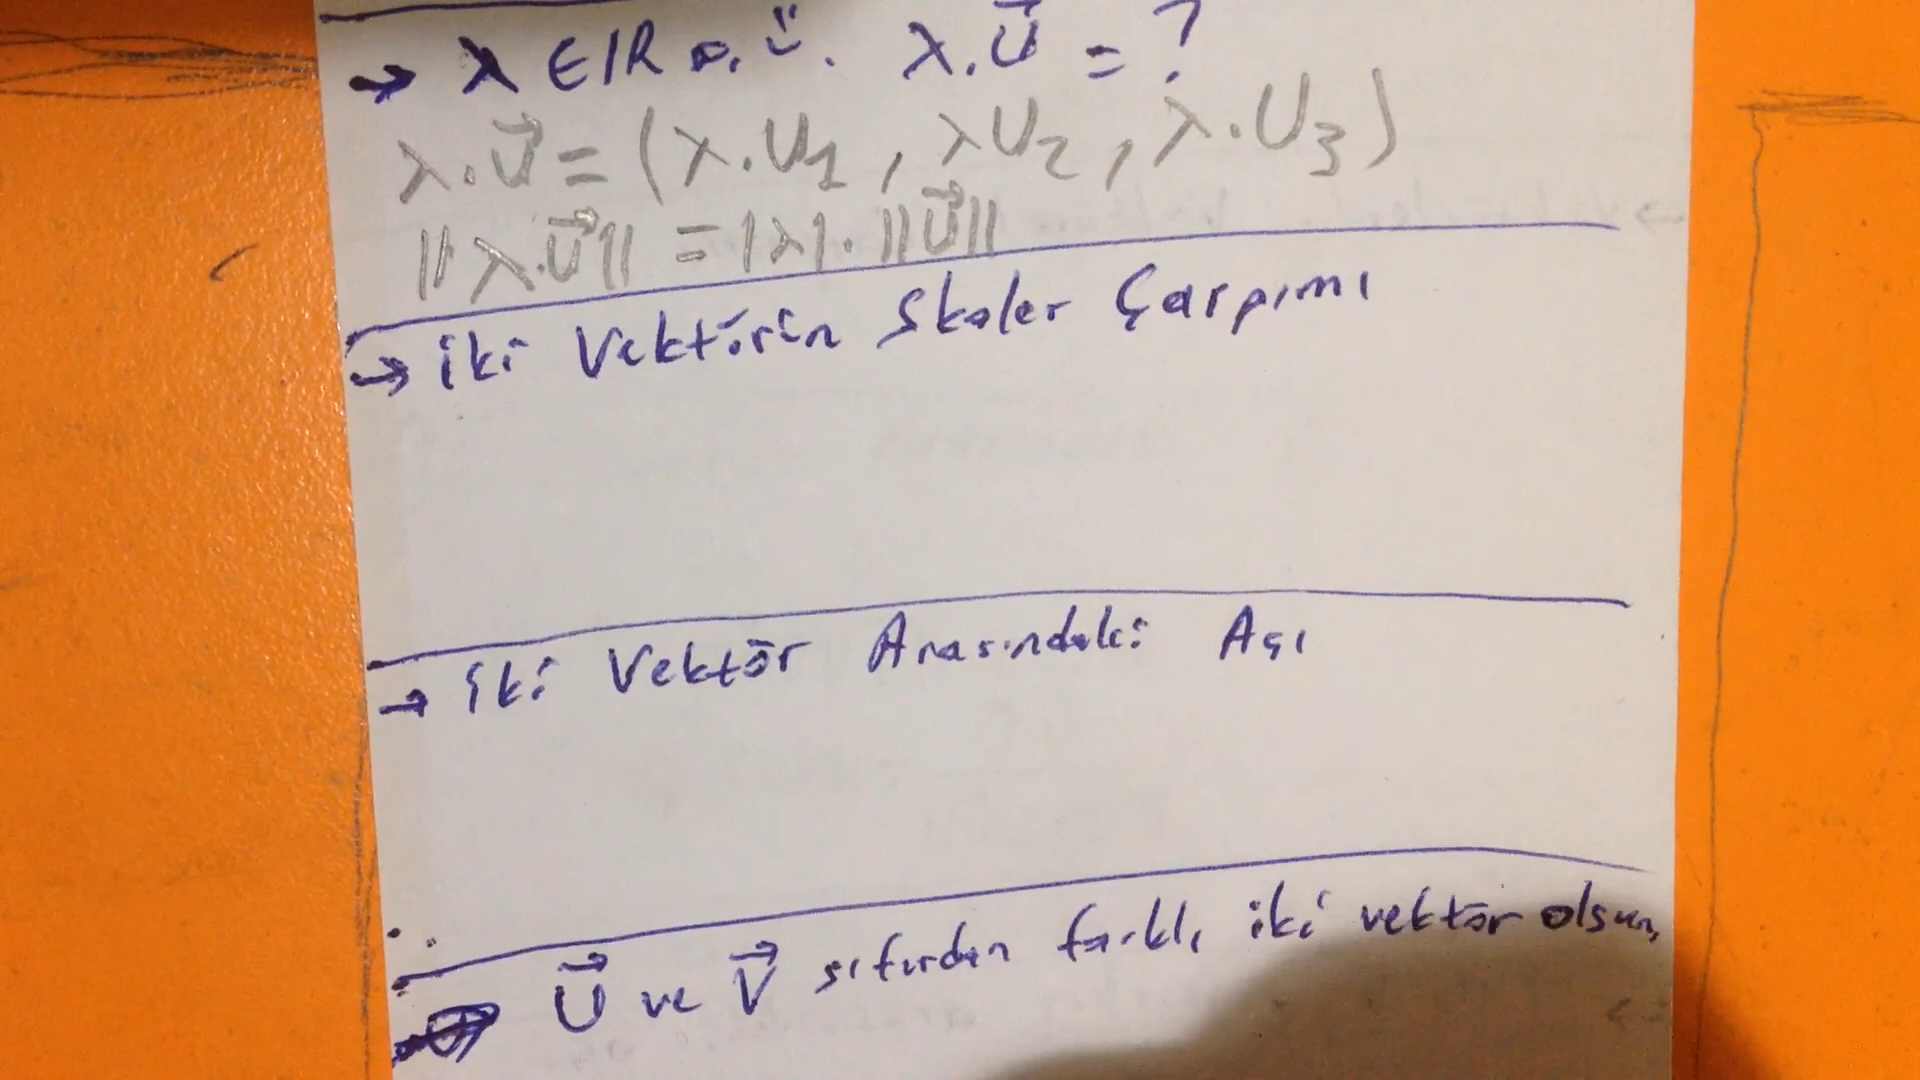 → λ ∈ IR o.ü. λ.U⃗ = ?
λ.U⃗ = (λ.U1 , λU2 , λ.U3)
||λ.U⃗|| = |λ|.||U⃗||
→ iki Vektörün Skaler Çarpımı
→ iki Vektör Arasındaki Açı
→ U⃗ ve V⃗ sıfırdan farklı iki vektör olsun,